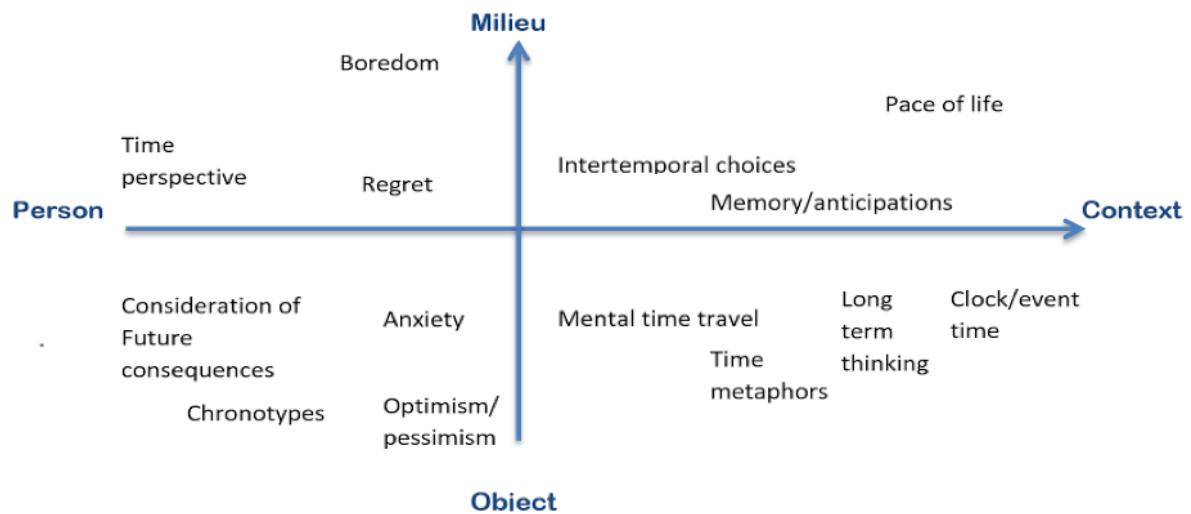 Milieu
Boredom
Pace of life
Time
perspective
Intertemporal choices
Regret
Memory/anticipations
Person
Context
Consideration of
Future
consequences
Anxiety
Mental time travel
Long
term
thinking
Clock/event
time
Time
metaphors
Chronotypes
Optimism/
pessimism
Object